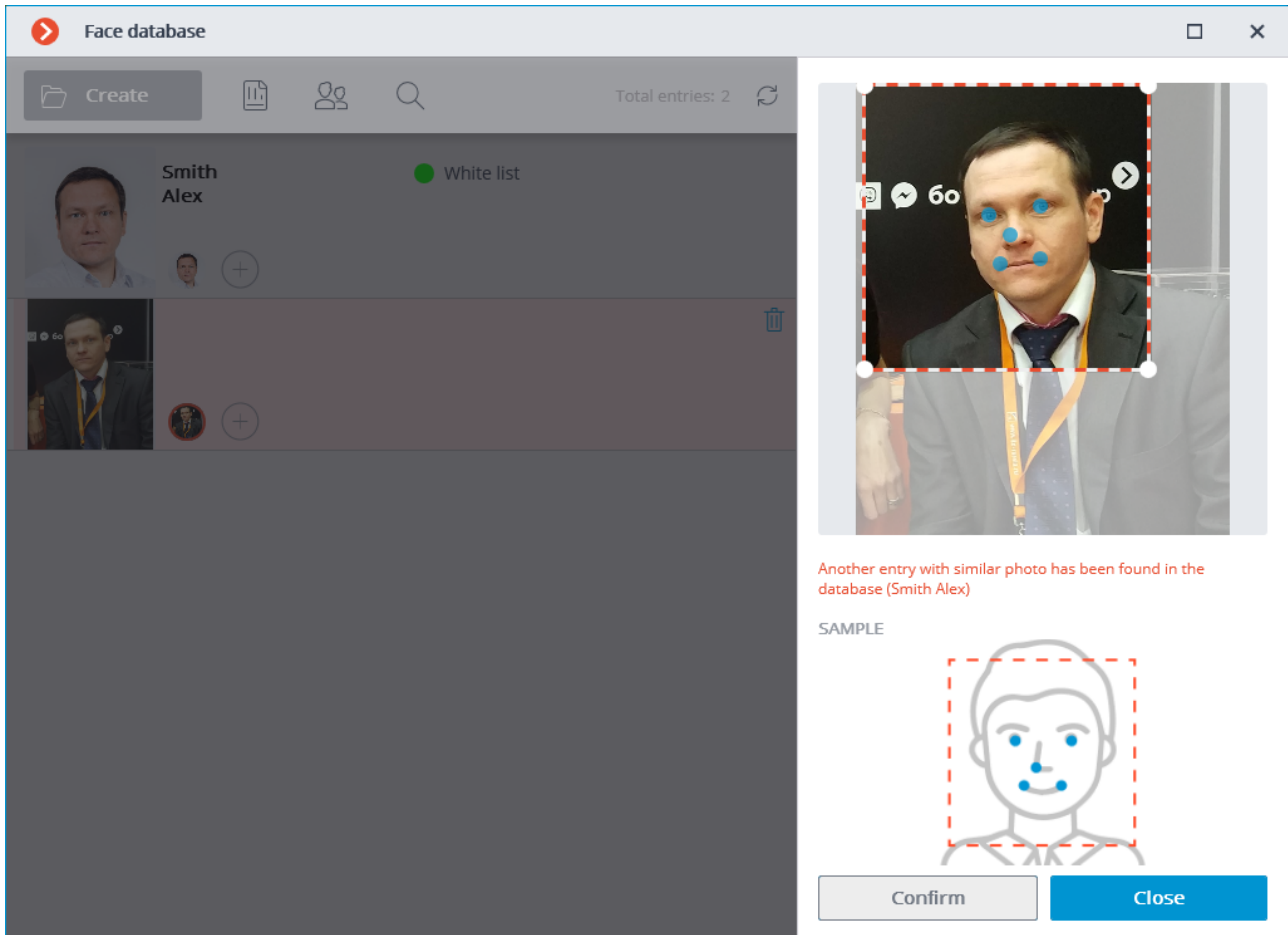 Face database
Create
Total entries: 2
Smith
Alex
White list
бо
р
Another entry with similar photo has been found in the
database (Smith Alex)
SAMPLE
Confirm
Close